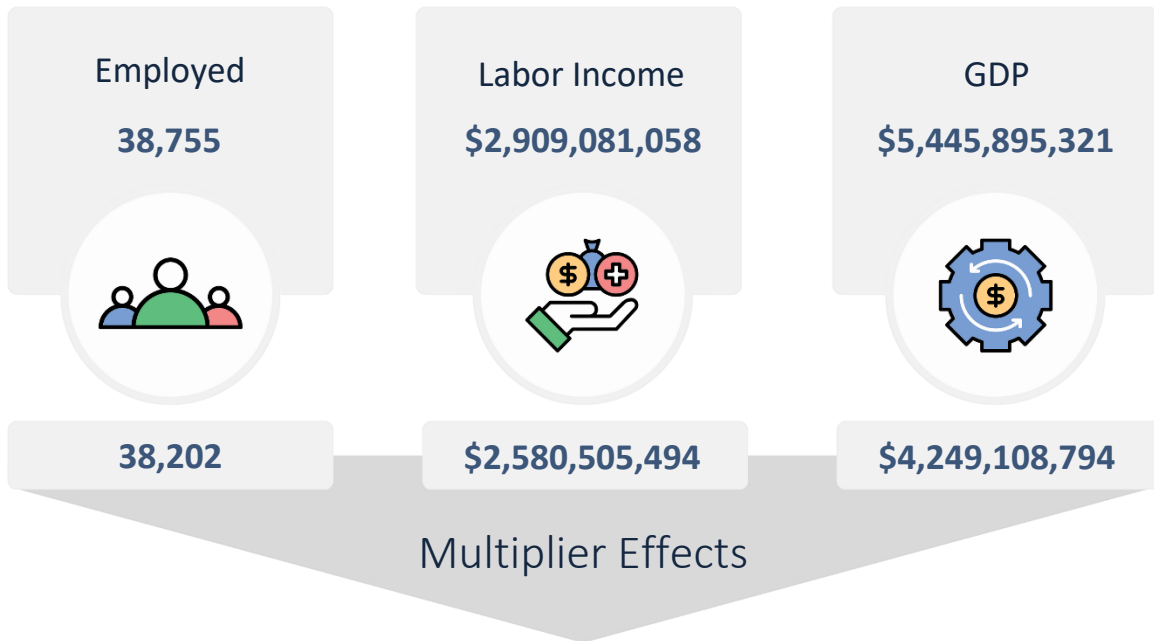 Employed
38,755
Labor Income
$2,909,081,058
GDP
$5,445,895,321
38,202
$2,580,505,494
$4,249,108,794
Multiplier Effects